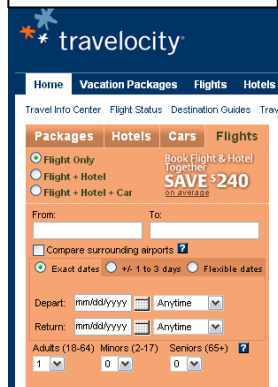 travelocity
Home Vacation Packages Flights Hotels
Travel Info Center Flight Status Destination Guides Trav
Packages Hotels Cars Flights
Flight Only
Flight + Hotel
Flight + Hotel + Car
Book Flight & Hotel
Together
SAVE $240
on average
From: To:
Compare surrounding airports ?
Exact dates +/- 1 to 3 days Flexible dates
Depart: mm/dd/yyyy Anytime
Return: mm/dd/yyyy Anytime
Adults (18-64) Minors (2-17) Seniors (65+) ?
1 0 0